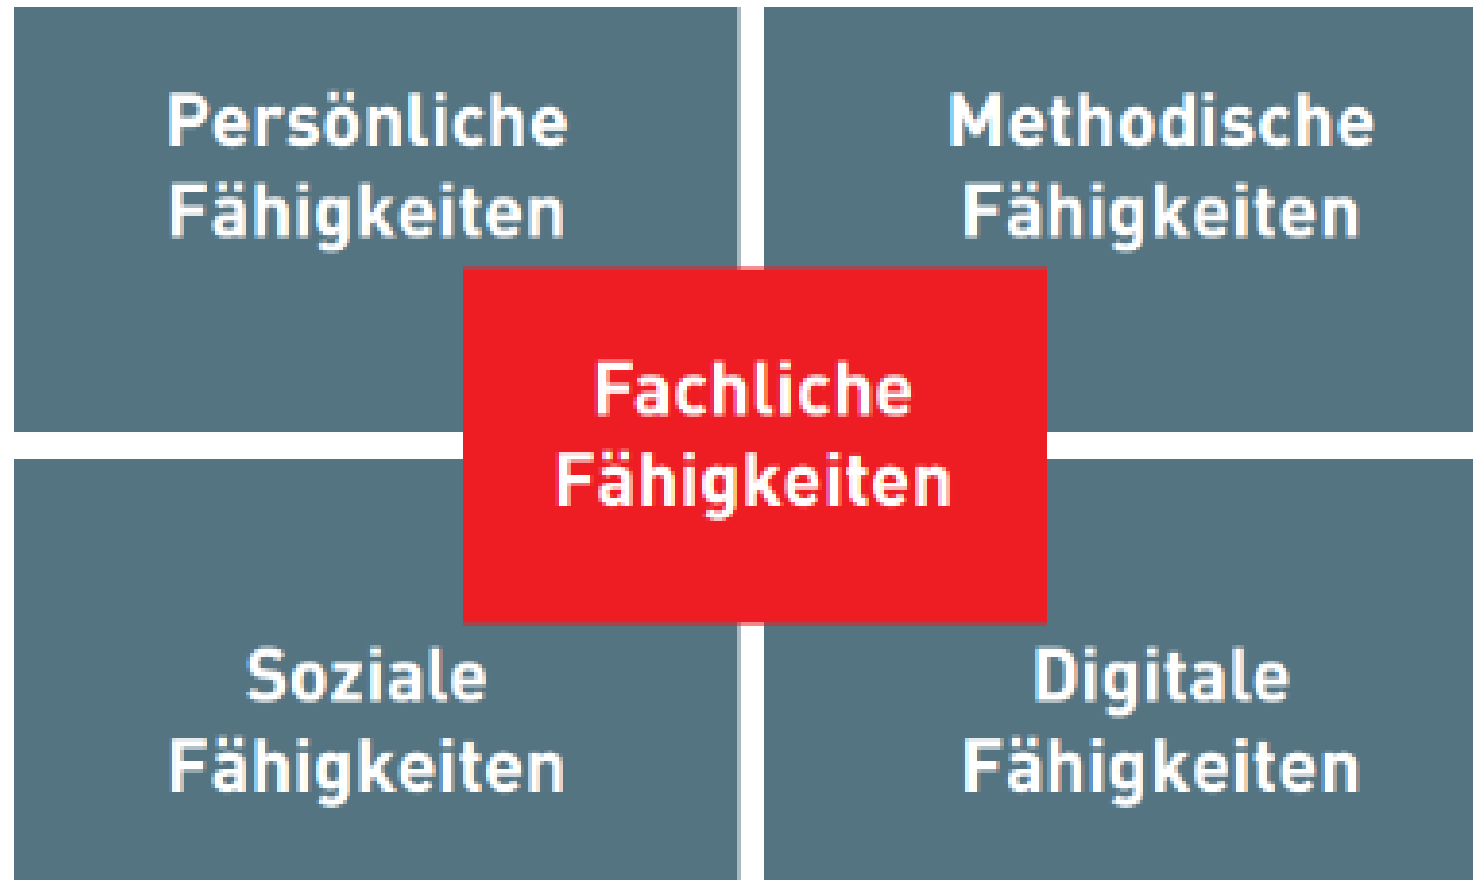 Persönliche
Fähigkeiten
Methodische
Fähigkeiten
Fachliche
Fähigkeiten
Soziale
Fähigkeiten
Digitale
Fähigkeiten